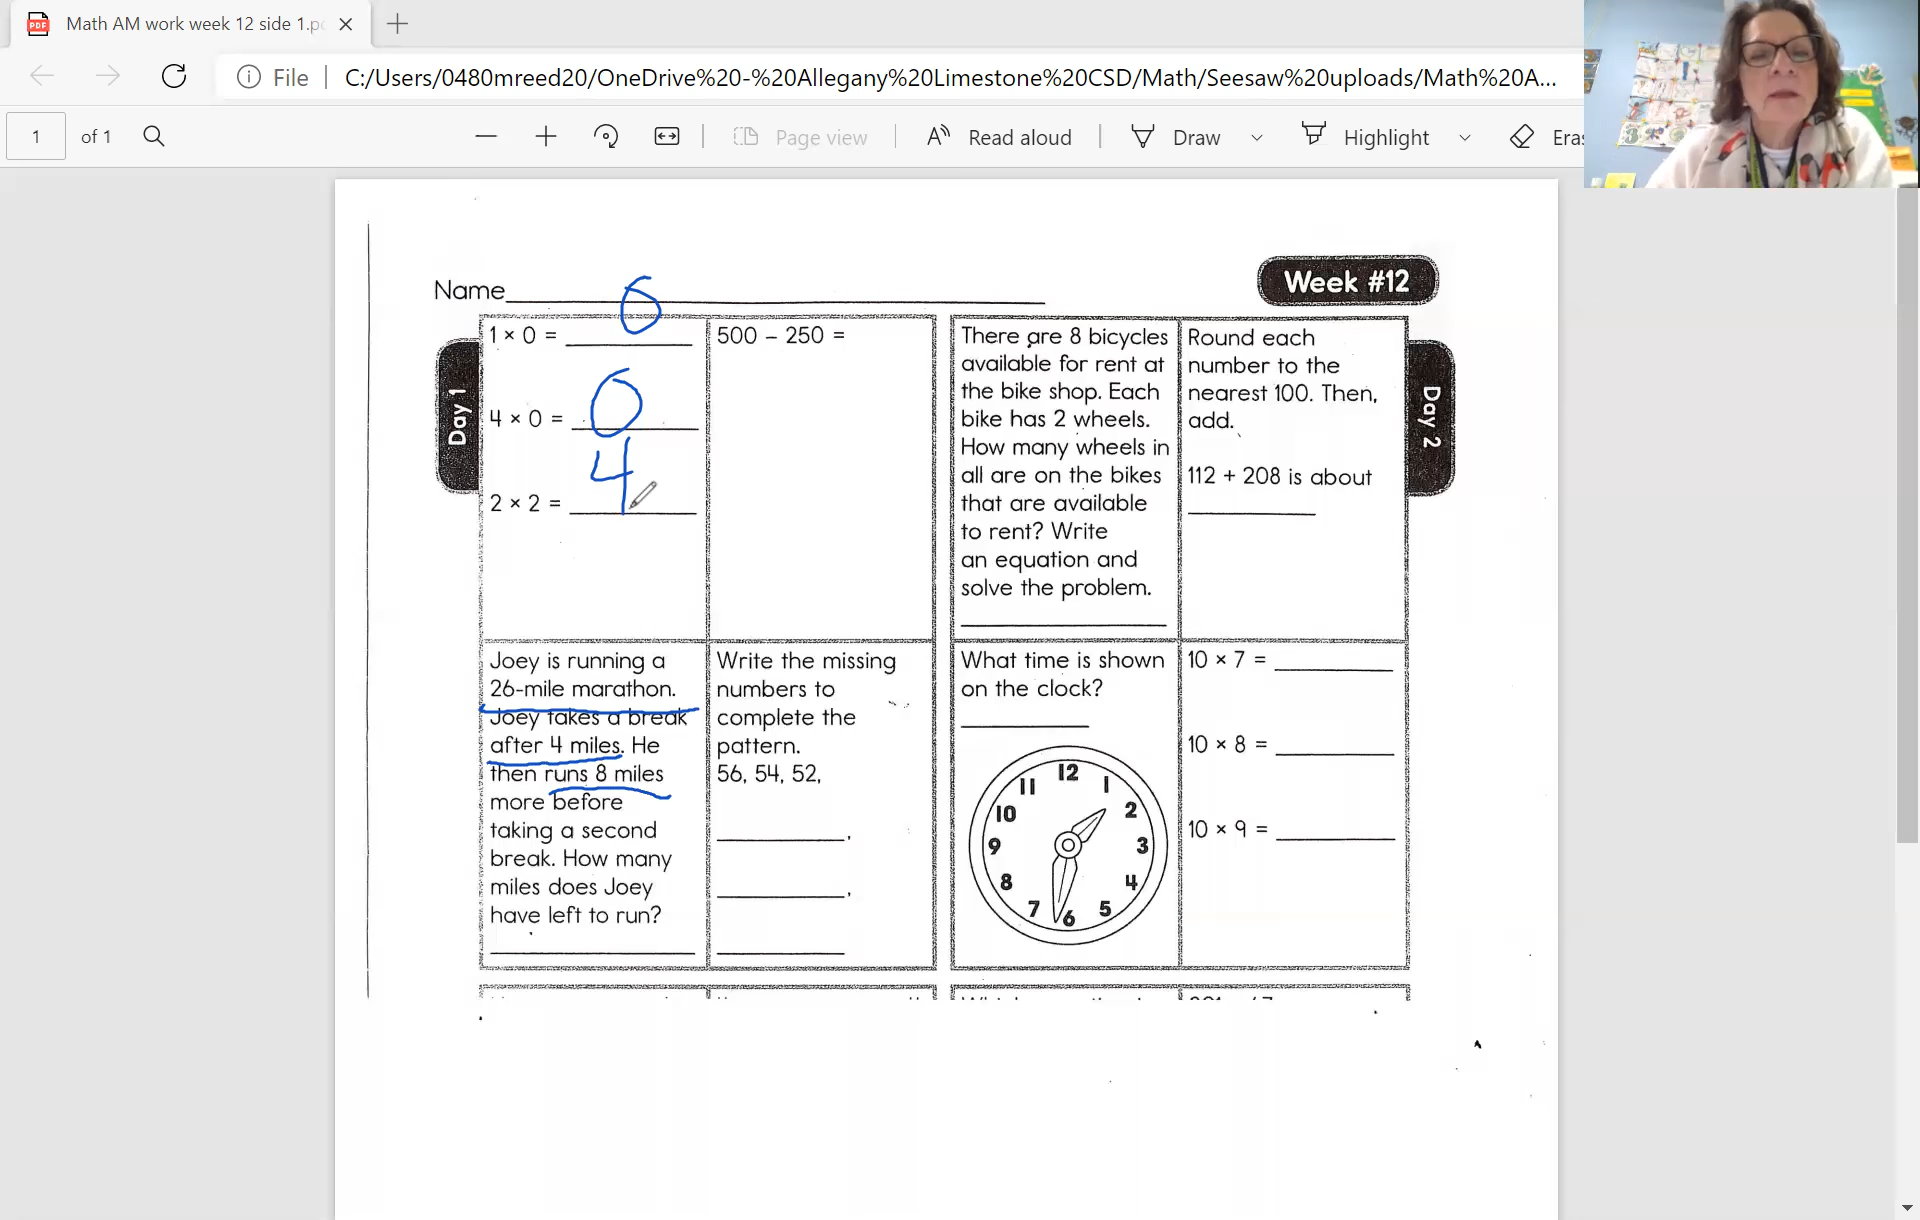 Math AM work week 12 side 1.p
File
C:/Users/0480mreed20/OneDrive%20-%20Allegany%20Limestone%20CSD/Math/Seesaw%20uploads/Math%20A...
1 of 1
Page view
Read aloud
Draw
Highlight
Eras
Name
Week #12
Day 1
1 × 0 = 0
4 × 0 = 0
2 × 2 = 4
500 – 250 =
Joey is running a
26-mile marathon.
Joey takes a break
after 4 miles. He
then runs 8 miles
more before
taking a second
break. How many
miles does Joey
have left to run?
Write the missing
numbers to
complete the
pattern.
56, 54, 52,
,
,
There are 8 bicycles
available for rent at
the bike shop. Each
bike has 2 wheels.
How many wheels in
all are on the bikes
that are available
to rent? Write
an equation and
solve the problem.
Round each
number to the
nearest 100. Then,
add.
112 + 208 is about
Day 2
What time is shown
on the clock?
12
1
2
3
4
5
6
7
8
9
10
11
10 × 7 =
10 × 8 =
10 × 9 =